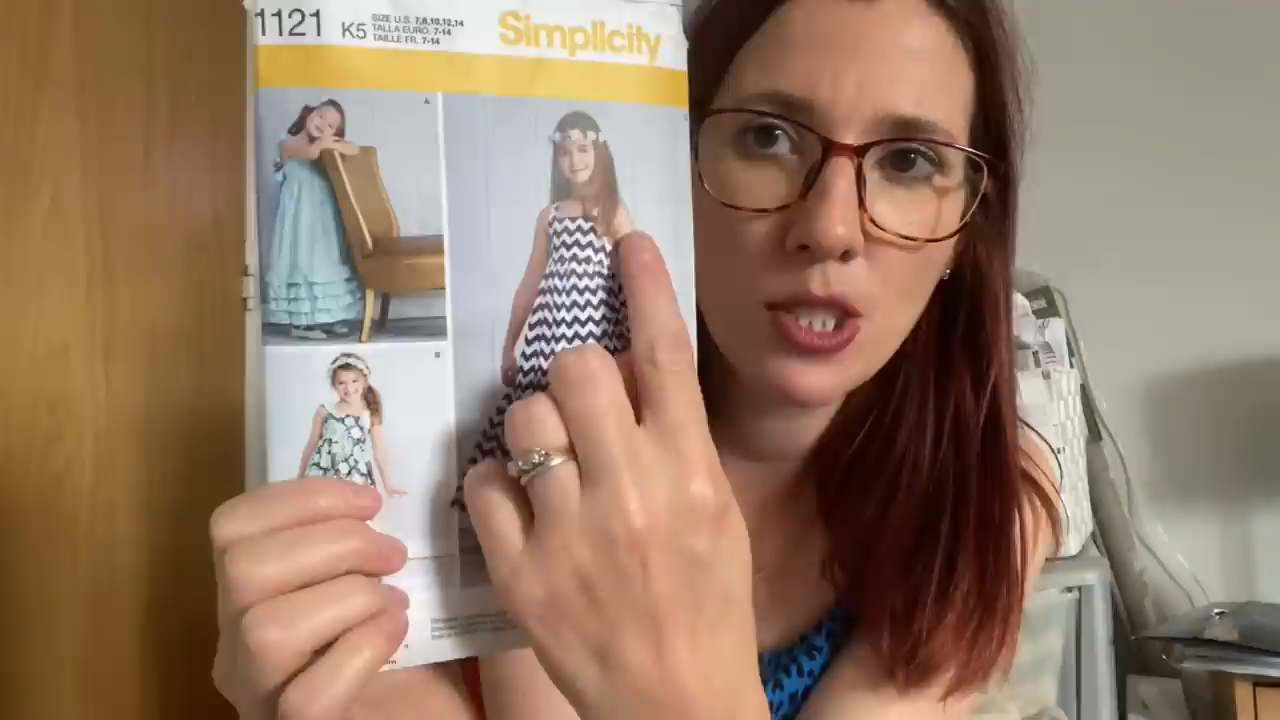 1121 K5 SIZE U.S. 7,8,10,12,14
TALLA EURO. 7-14
TAILLE FR. 7-14
Simplicity
A
B